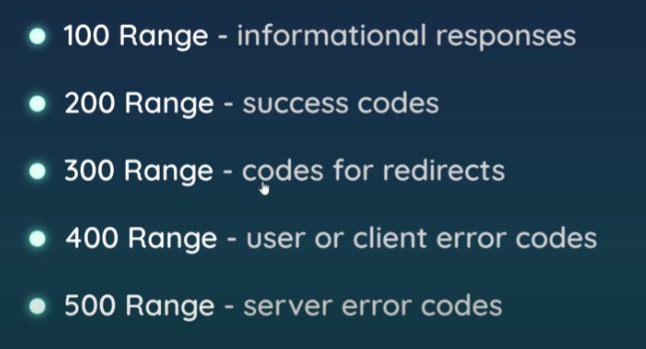 100 Range - informational responses
200 Range - success codes
300 Range - codes for redirects
400 Range - user or client error codes
500 Range - server error codes